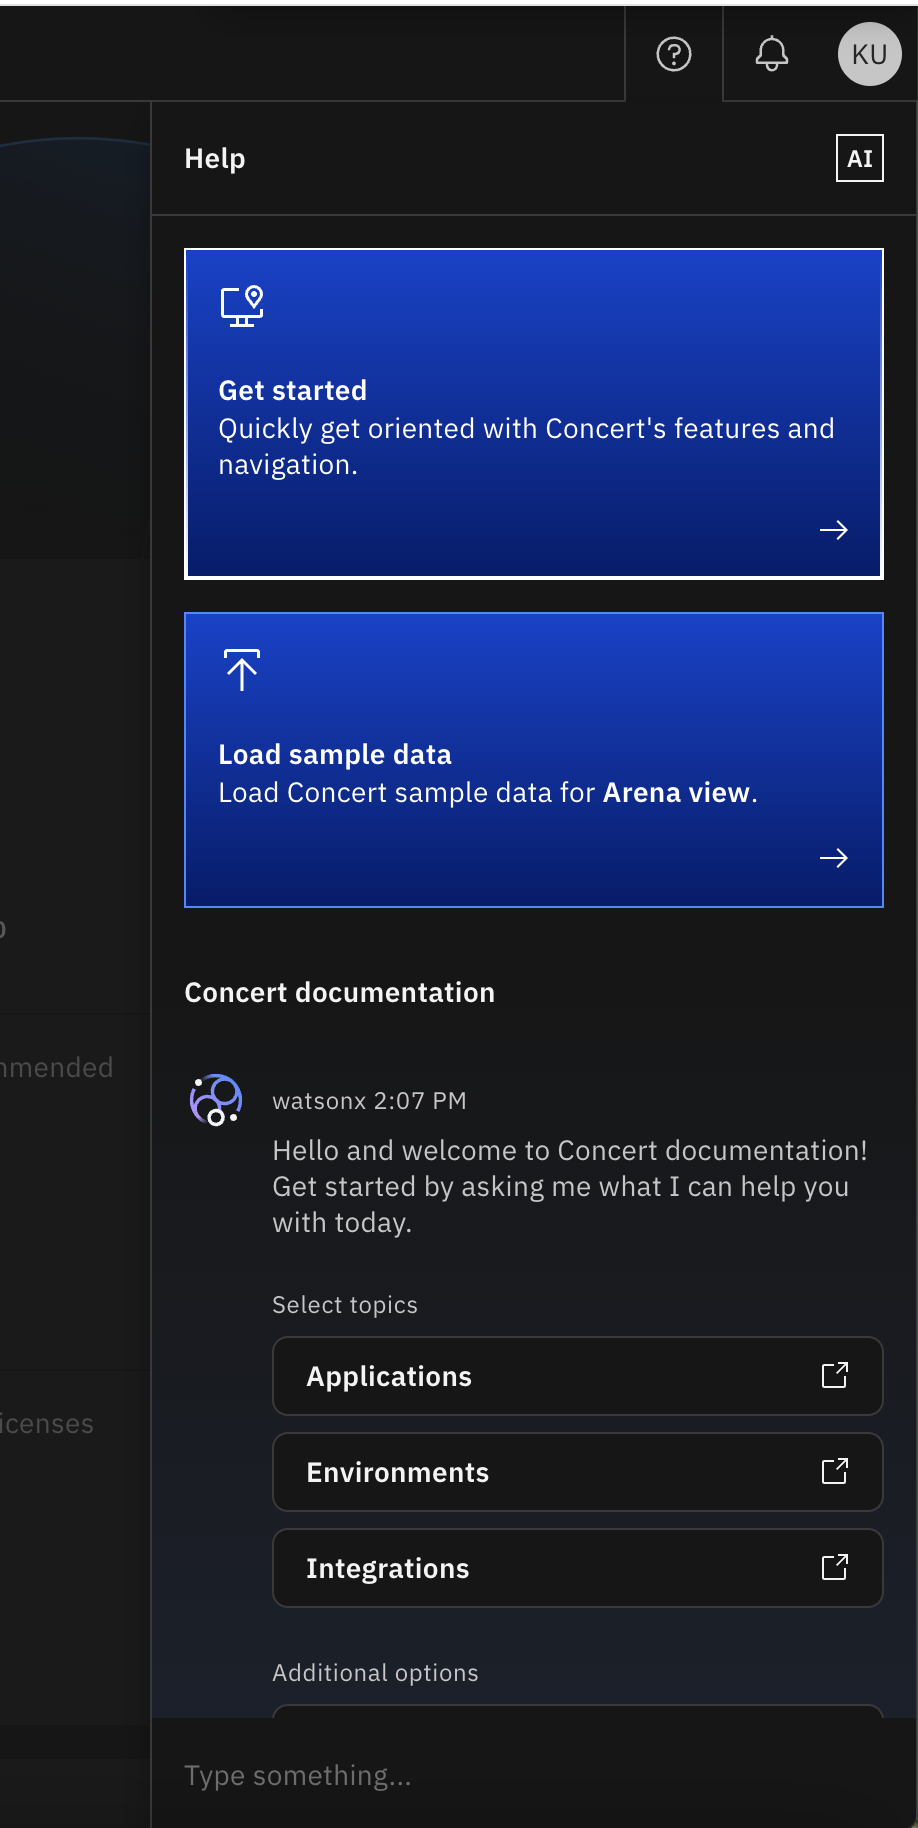 KU
Help
AI
Get started
Quickly get oriented with Concert's features and
navigation.
Load sample data
Load Concert sample data for Arena view.
Concert documentation
mmended
watsonx 2:07 PM
Hello and welcome to Concert documentation!
Get started by asking me what I can help you
with today.
Select topics
Applications
icenses
Environments
Integrations
Additional options
Type something...